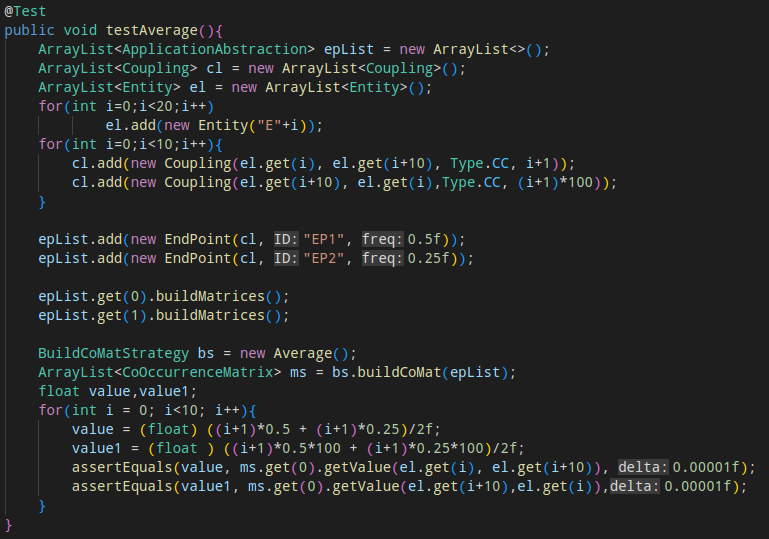 @Test
public void testAverage(){
    ArrayList<ApplicationAbstraction> epList = new ArrayList<>();
    ArrayList<Coupling> cl = new ArrayList<Coupling>();
    ArrayList<Entity> el = new ArrayList<Entity>();
    for(int i=0;i<20;i++)
            el.add(new Entity("E"+i));
    for(int i=0;i<10;i++){
        cl.add(new Coupling(el.get(i), el.get(i+10), Type.CC, i+1));
        cl.add(new Coupling(el.get(i+10), el.get(i),Type.CC, (i+1)*100));
    }

    epList.add(new EndPoint(cl, ID: "EP1", freq: 0.5f));
    epList.add(new EndPoint(cl, ID: "EP2", freq: 0.25f));

    epList.get(0).buildMatrices();
    epList.get(1).buildMatrices();

    BuildCoMatStrategy bs = new Average();
    ArrayList<CoOccurrenceMatrix> ms = bs.buildCoMat(epList);
    float value,value1;
    for(int i = 0; i<10; i++){
        value = (float) ((i+1)*0.5 + (i+1)*0.25)/2f;
        value1 = (float ) ((i+1)*0.5*100 + (i+1)*0.25*100)/2f;
        assertEquals(value, ms.get(0).getValue(el.get(i), el.get(i+10)), delta: 0.00001f);
        assertEquals(value1, ms.get(0).getValue(el.get(i+10),el.get(i)),delta: 0.00001f);
    }
}